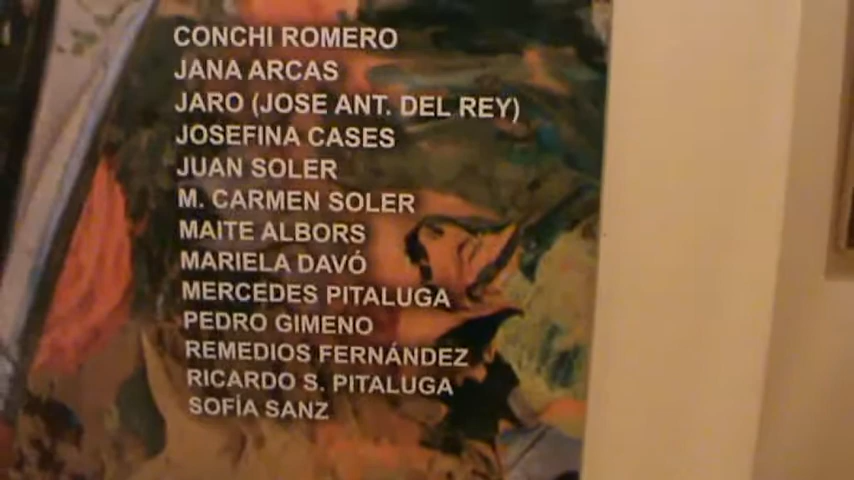 CONCHI ROMERO
JANA ARCAS
JARO (JOSE ANT. DEL REY)
JOSEFINA CASES
JUAN SOLER
M. CARMEN SOLER
MAITE ALBORS
MARIELA DAVÓ
MERCEDES PITALUGA
PEDRO GIMENO
REMEDIOS FERNÁNDEZ
RICARDO S. PITALUGA
SOFÍA SANZ